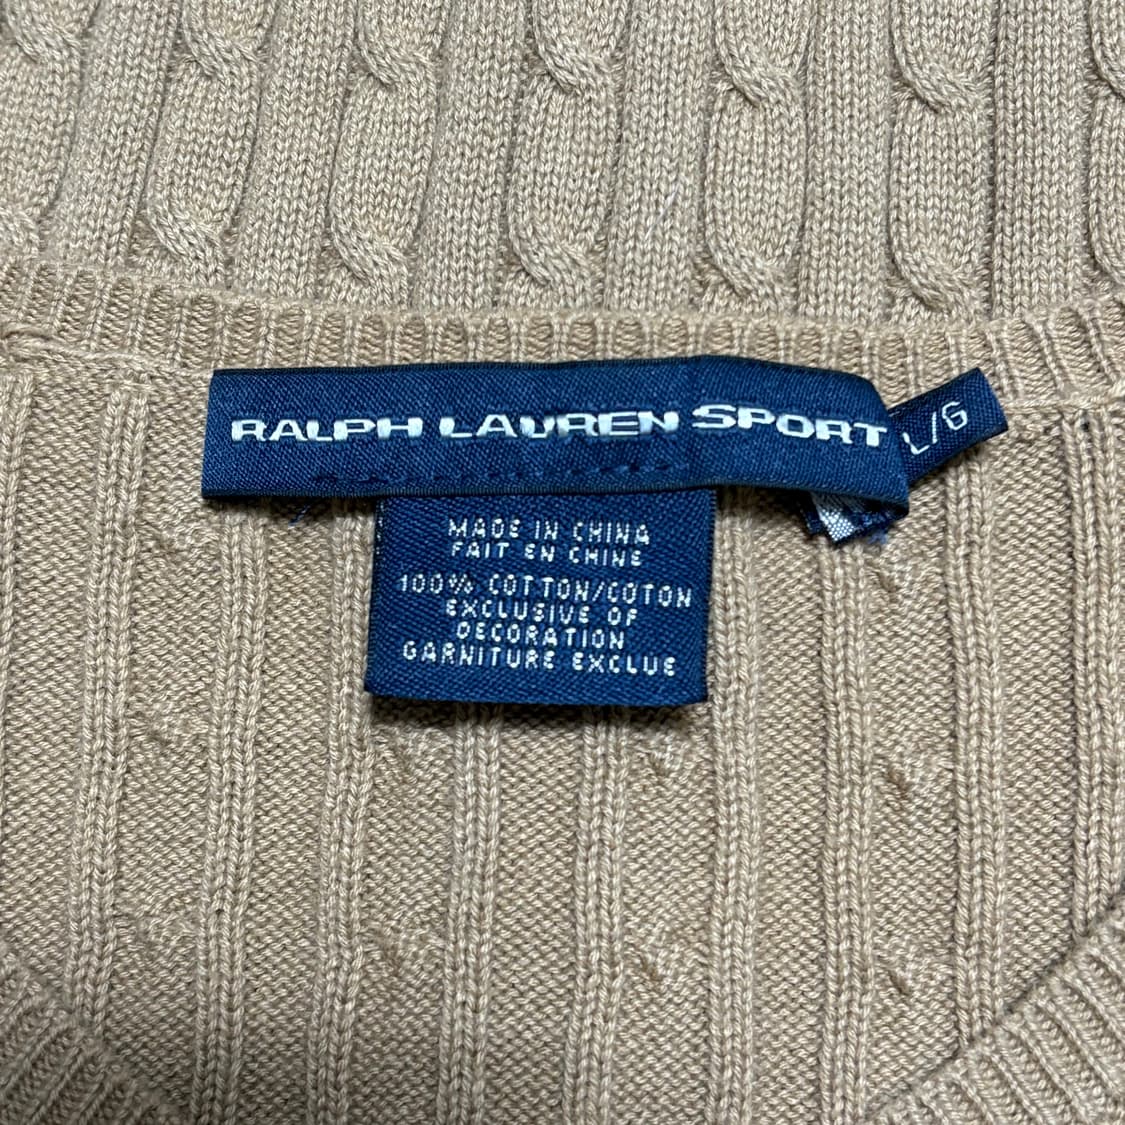 RALPH LAUREN SPORT
L/G
MADE IN CHINA
FAIT EN CHINE
100% COTTON/COTON
EXCLUSIVE OF
DECORATION
GARNITURE EXCLUE